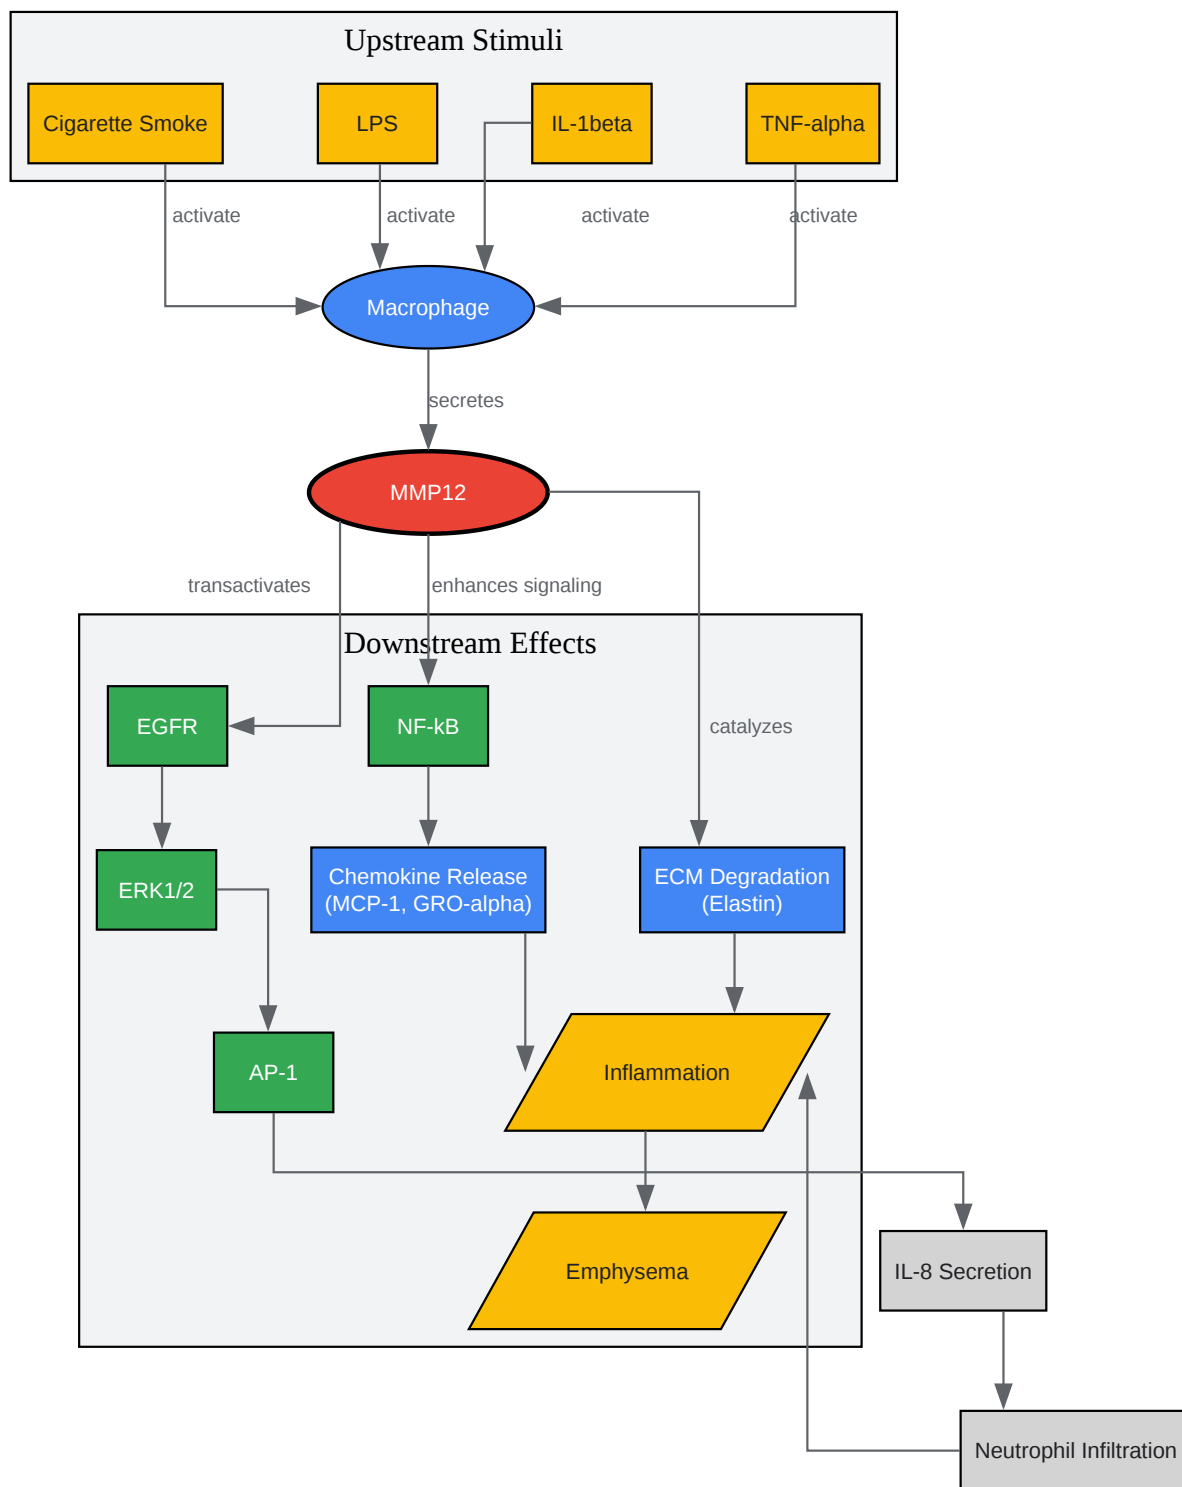 Upstream Stimuli
Cigarette Smoke
LPS
IL-1beta
TNF-alpha
activate
activate
activate
activate
Macrophage
secretes
MMP12
transactivates
enhances signaling
Downstream Effects
EGFR
NF-kB
catalyzes
ERK1/2
Chemokine Release
(MCP-1, GRO-alpha)
ECM Degradation
(Elastin)
AP-1
Inflammation
Emphysema
IL-8 Secretion
Neutrophil Infiltration